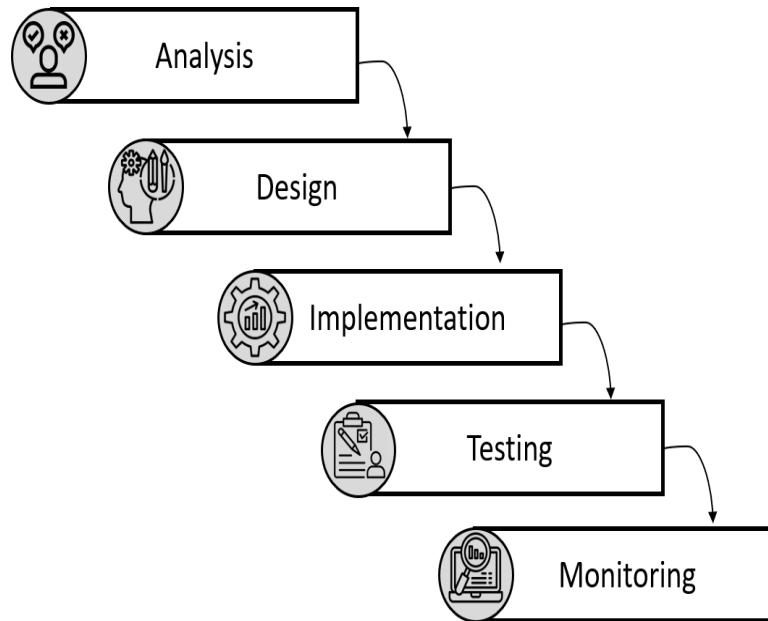 Analysis
Design
Implementation
Testing
Monitoring